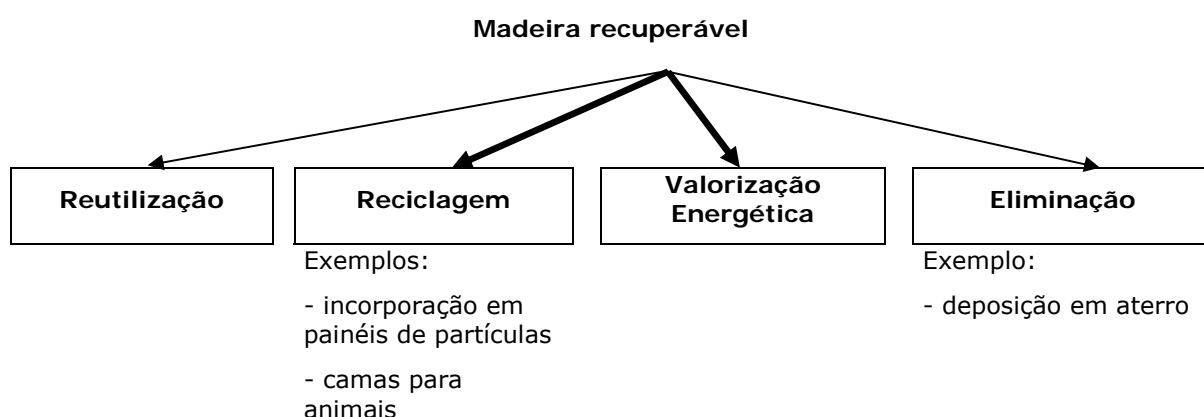 Madeira recuperável
Reutilização
Reciclagem
Valorização
Energética
Eliminação
Exemplos:
- incorporação em
painéis de partículas
- camas para
animais
Exemplo:
- deposição em aterro